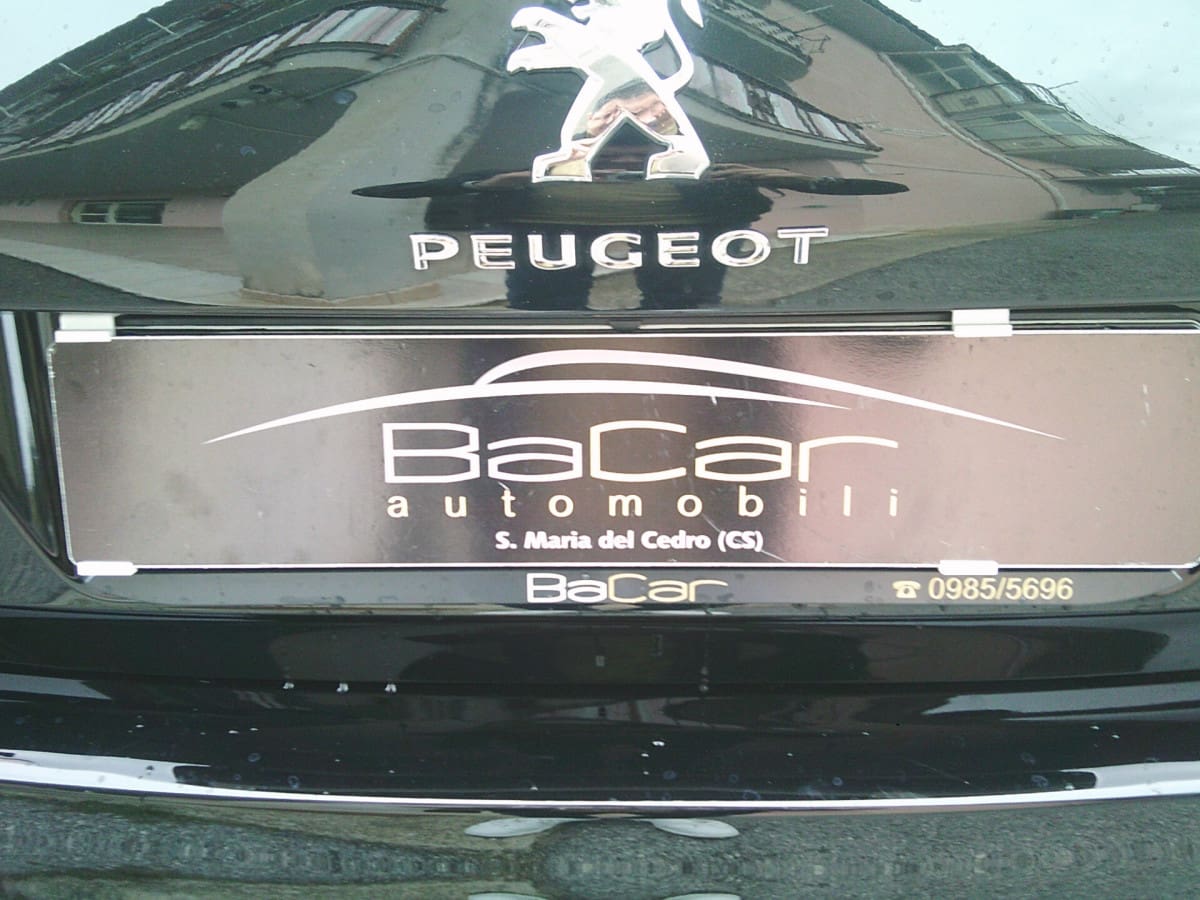 PEUGEOT
BaCar
automobili
S. Maria del Cedro (CS)
BaCar ☎ 0985/5696